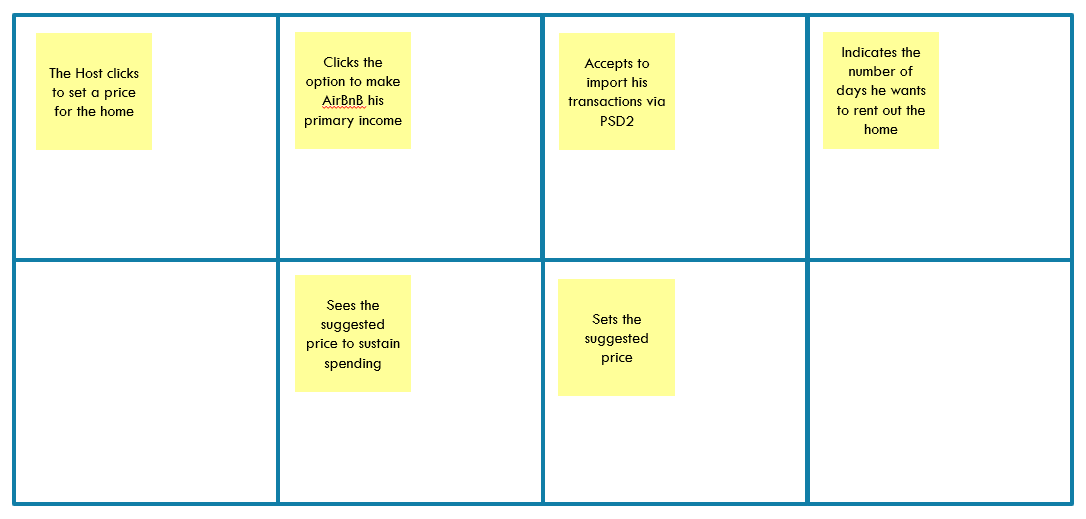 The Host clicks
to set a price
for the home
Clicks the
option to make
AirBnB his
primary income
Accepts to
import his
transactions via
PSD2
Indicates the
number of
days he wants
to rent out the
home
Sees the
suggested
price to sustain
spending
Sets the
suggested
price